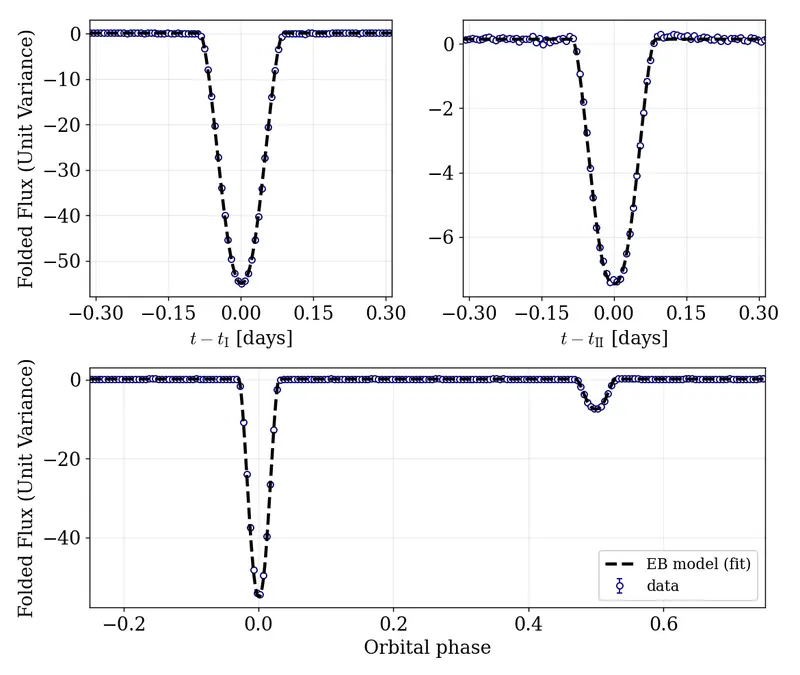 Folded Flux (Unit Variance)
0
−10
−20
−30
−40
−50
−0.30 −0.15 0.00 0.15 0.30
t − t_I [days]
0
−2
−4
−6
−0.30 −0.15 0.00 0.15 0.30
t − t_II [days]
Folded Flux (Unit Variance)
0
−20
−40
EB model (fit)
data
−0.2 0.0 0.2 0.4 0.6
Orbital phase